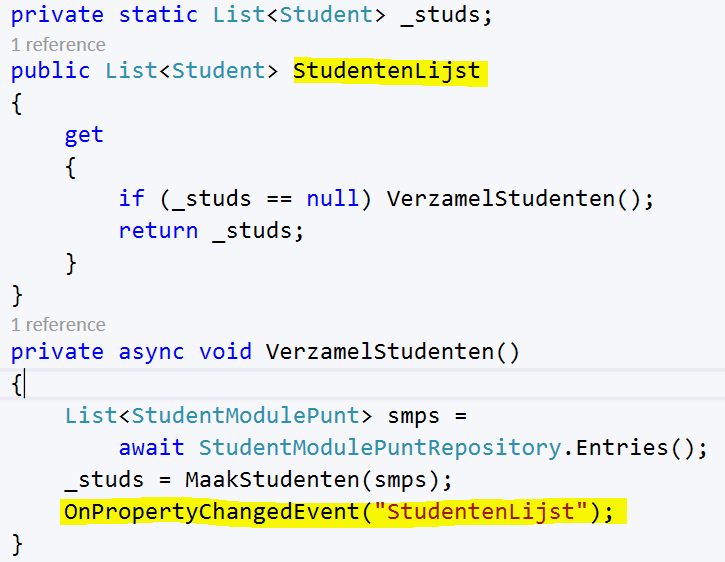 private static List<Student> _studs;
1 reference
public List<Student> StudentenLijst
{
get
{
if (_studs == null) VerzamelStudenten();
return _studs;
}
}
1 reference
private async void VerzamelStudenten()
{
List<StudentModulePunt> smps =
await StudentModulePuntRepository.Entries();
_studs = MaakStudenten(smps);
OnPropertyChangedEvent("StudentenLijst");
}